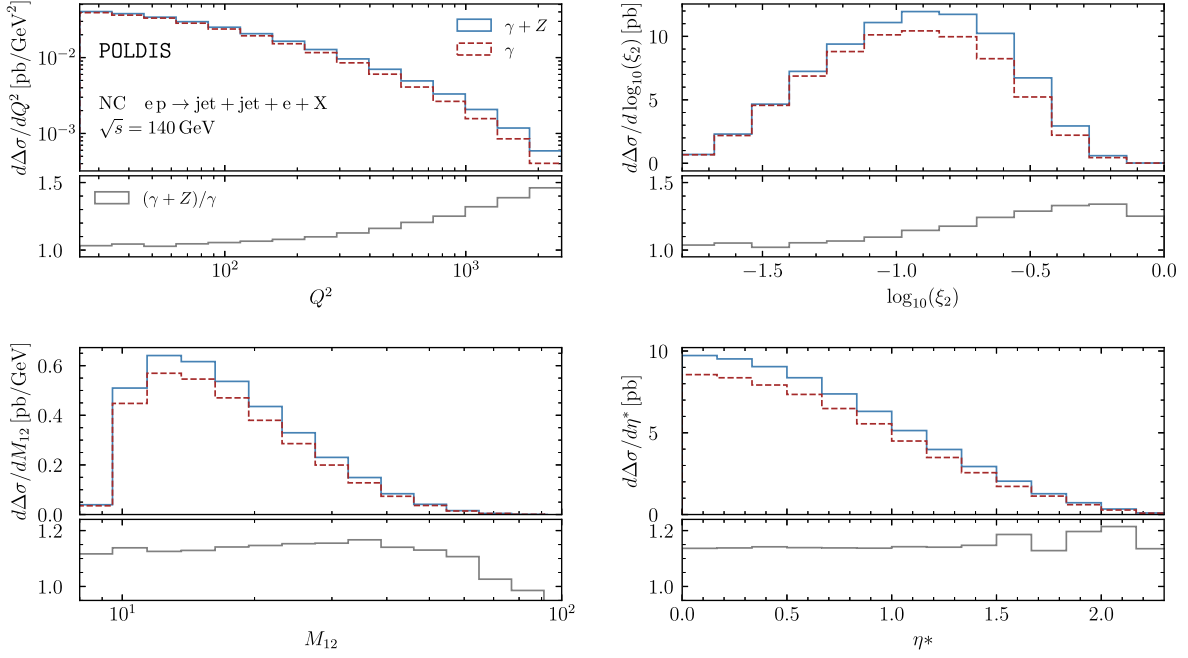 dΔσ/dQ² [pb/GeV²]
10⁻²
10⁻³
γ + Z
γ
POLDIS
NC e p → jet + jet + e + X
√s = 140 GeV
1.5
1.0
(γ + Z)/γ
10² 10³
Q²
dΔσ/d log₁₀(ξ₂) [pb]
10
5
0
1.5
1.0
−1.5 −1.0 −0.5 0.0
log₁₀(ξ₂)
dΔσ/dM₁₂ [pb/GeV]
0.6
0.4
0.2
0.0
1.2
1.0
10¹ 10²
M₁₂
dΔσ/dη* [pb]
10
5
0
1.2
1.0
0.0 0.5 1.0 1.5 2.0
η*